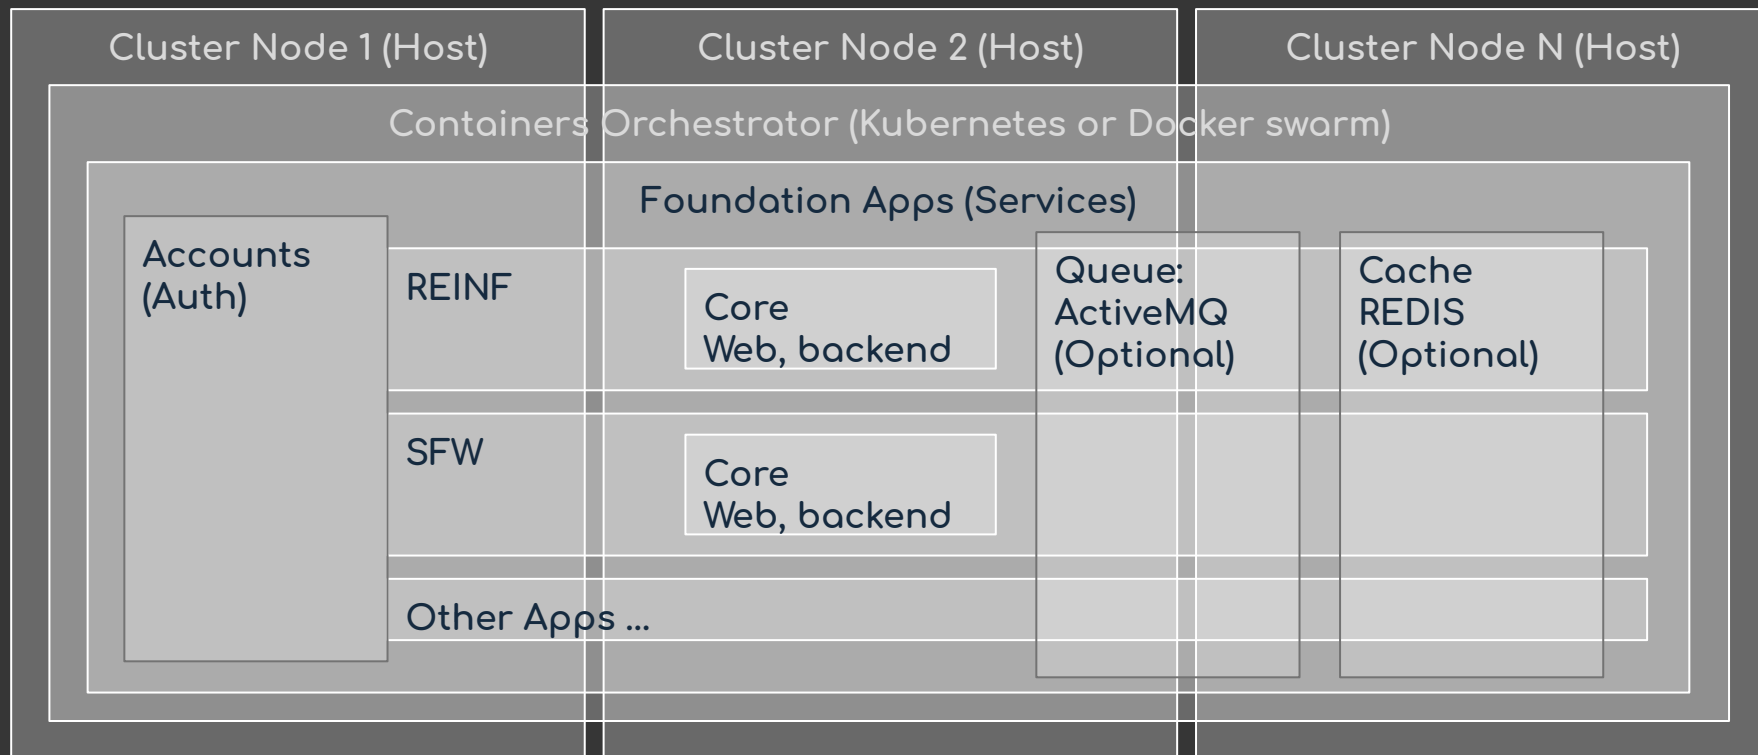 Cluster Node 1 (Host)
Cluster Node 2 (Host)
Cluster Node N (Host)
Containers Orchestrator (Kubernetes or Docker swarm)
Foundation Apps (Services)
Accounts
(Auth)
REINF
Core
Web, backend
Queue:
ActiveMQ
(Optional)
Cache
REDIS
(Optional)
SFW
Core
Web, backend
Other Apps ...